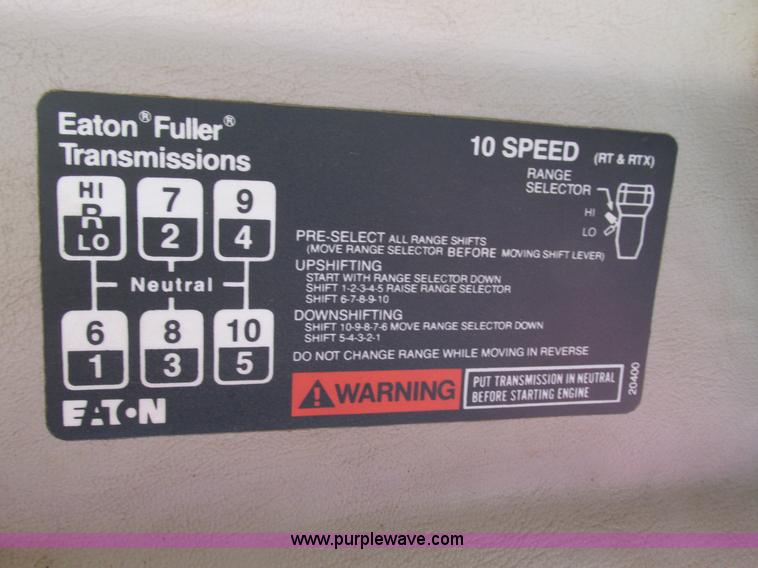 Eaton® Fuller®
Transmissions
10 SPEED (RT & RTX)
RANGE
SELECTOR
HI
LO
HI 7 9
R
LO 2 4
Neutral
6 8 10
1 3 5
EATON
PRE-SELECT ALL RANGE SHIFTS
(MOVE RANGE SELECTOR BEFORE MOVING SHIFT LEVER)
UPSHIFTING
START WITH RANGE SELECTOR DOWN
SHIFT 1-2-3-4-5 RAISE RANGE SELECTOR
SHIFT 6-7-8-9-10
DOWNSHIFTING
SHIFT 10-9-8-7-6 MOVE RANGE SELECTOR DOWN
SHIFT 5-4-3-2-1
DO NOT CHANGE RANGE WHILE MOVING IN REVERSE
WARNING
PUT TRANSMISSION IN NEUTRAL
BEFORE STARTING ENGINE
20400
www.purplewave.com